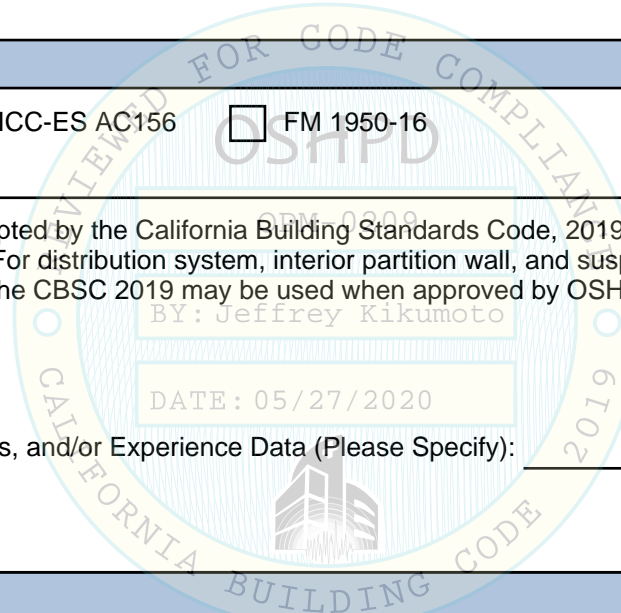 REVIEWED FOR CODE COMPLIANCE
ICC-ES AC156 FM 1950-16
OSHPD
opted by the California Building Standards Code, 2019
OPM-0209
For distribution system, interior partition wall, and susp
he CBSC 2019 may be used when approved by OSH
BY: Jeffrey Kikumoto
DATE: 05/27/2020
s, and/or Experience Data (Please Specify):
CALIFORNIA BUILDING CODE 2019